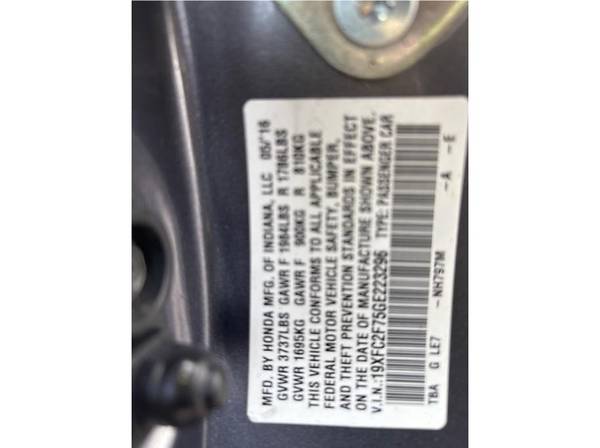 MFD. BY HONDA MFG. OF INDIANA, LLC 05/16
GVWR 3737LBS GAWR F 1984LBS R 1786LBS
GVWR 1695KG GAWR F 900KG R 810KG
THIS VEHICLE CONFORMS TO ALL APPLICABLE
FEDERAL MOTOR VEHICLE SAFETY, BUMPER,
AND THEFT PREVENTION STANDARDS IN EFFECT
ON THE DATE OF MANUFACTURE SHOWN ABOVE.
V.I.N.:19XFC2F75GE223296 TYPE: PASSENGER CAR
TBA G LE7 -NH797M -A -E